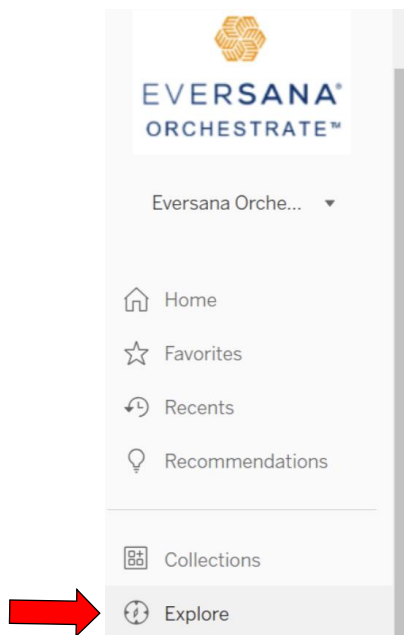 EVERSANA®
ORCHESTRATE™
Eversana Orche...
Home
Favorites
Recents
Recommendations
Collections
Explore